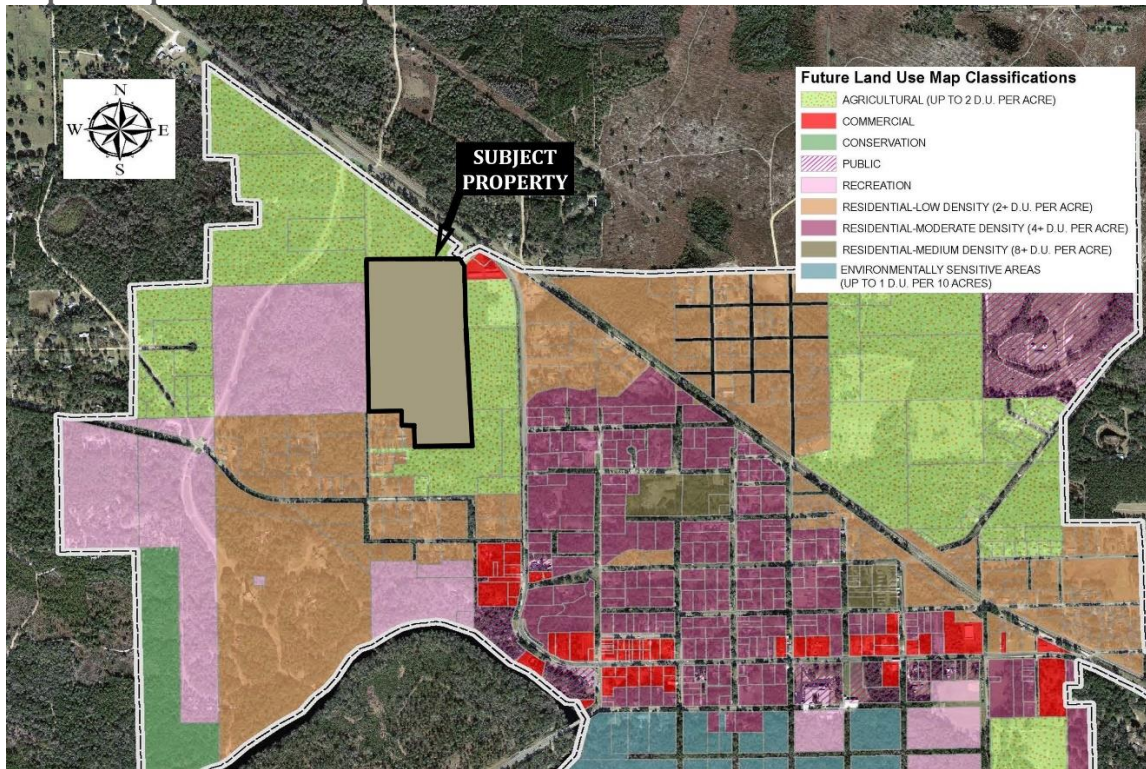 N
W E
S
SUBJECT
PROPERTY
Future Land Use Map Classifications
AGRICULTURAL (UP TO 2 D.U. PER ACRE)
COMMERCIAL
CONSERVATION
PUBLIC
RECREATION
RESIDENTIAL-LOW DENSITY (2+ D.U. PER ACRE)
RESIDENTIAL-MODERATE DENSITY (4+ D.U. PER ACRE)
RESIDENTIAL-MEDIUM DENSITY (8+ D.U. PER ACRE)
ENVIRONMENTALLY SENSITIVE AREAS
(UP TO 1 D.U. PER 10 ACRES)